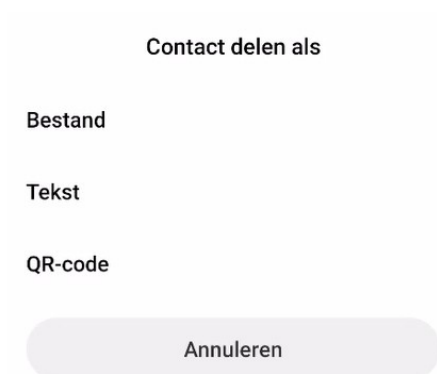 Contact delen als
Bestand
Tekst
QR-code
Annuleren